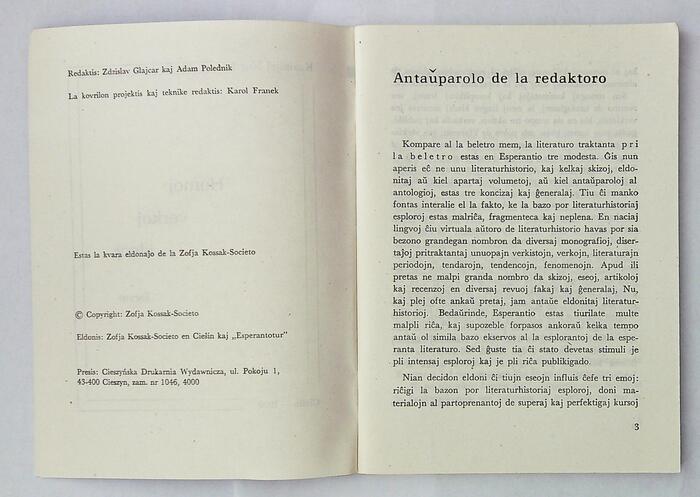 Redaktis: Zdzislav Glajcar kaj Adam Polednik
La kovrilon projektis kaj teknike redaktis: Karol Franek
Estas la kvara eldonaĵo de la Zofja Kossak-Societo
© Copyright: Zofja Kossak-Societo
Eldonis: Zofja Kossak-Societo en Cieŝin kaj „Esperantotur”
Presis: Cieszyńska Drukarnia Wydawnicza, ul. Pokoju 1,
43-400 Cieszyn, zam. nr 1046, 4000
Antaŭparolo de la redaktoro
Kompare al la beletro mem, la literaturo traktanta pri
la beletro estas en Esperantio tre modesta. Gis nun
aperis eĉ ne unu literaturhistorio, kaj kelkaj skizoj, eldo-
nitaj aŭ kiel apartaj volumetoj, aŭ kiel antaŭparoloj al
antologioj, estas tre koncizaj kaj ĝeneralaj. Tiu ĉi manko
fontas interalie el la fakto, ke la bazo por literaturhistoriaj
esploroj estas malriĉa, fragmenteca kaj neplena. En naciaj
lingvoj ĉiu virtuala aŭtoro de literaturhistorio havas por sia
bezono grandegan nombron da diversaj monografioj, diser-
taĵoj pritraktantaj unuopajn verkistojn, verkojn, literaturajn
periodojn, tendarojn, tendencojn, fenomenojn. Apud ili
pretas ne malpi granda nombro da skizoj, eseoj, artikoloj
kaj recenzoj en diversaj revuoj fakaj kaj ĝeneralaj, Nu,
kaj plej ofte ankaŭ pretaj, jam antaŭe eldonitaj literatur-
historioj. Bedaŭrinde, Esperantio estas tiurilate multe
malpli riĉa, kaj supozeble forpasos ankoraŭ kelka tempo
antaŭ ol simila bazo ekservos al la esplorantoj de la espe-
ranta literaturo. Sed ĝuste tia ĉi stato devetas stimuli je
pli intensaj esploroj kaj je pli riĉa publikigado.
Nian decidon eldoni ĉi tiujn eseojn influis ĉefe tri emoj:
riĉigi la bazon por literaturhistoriaj esploroj, doni ma-
terialojn al partoprenantoj de superaj kaj perfektigaj kursoj
3